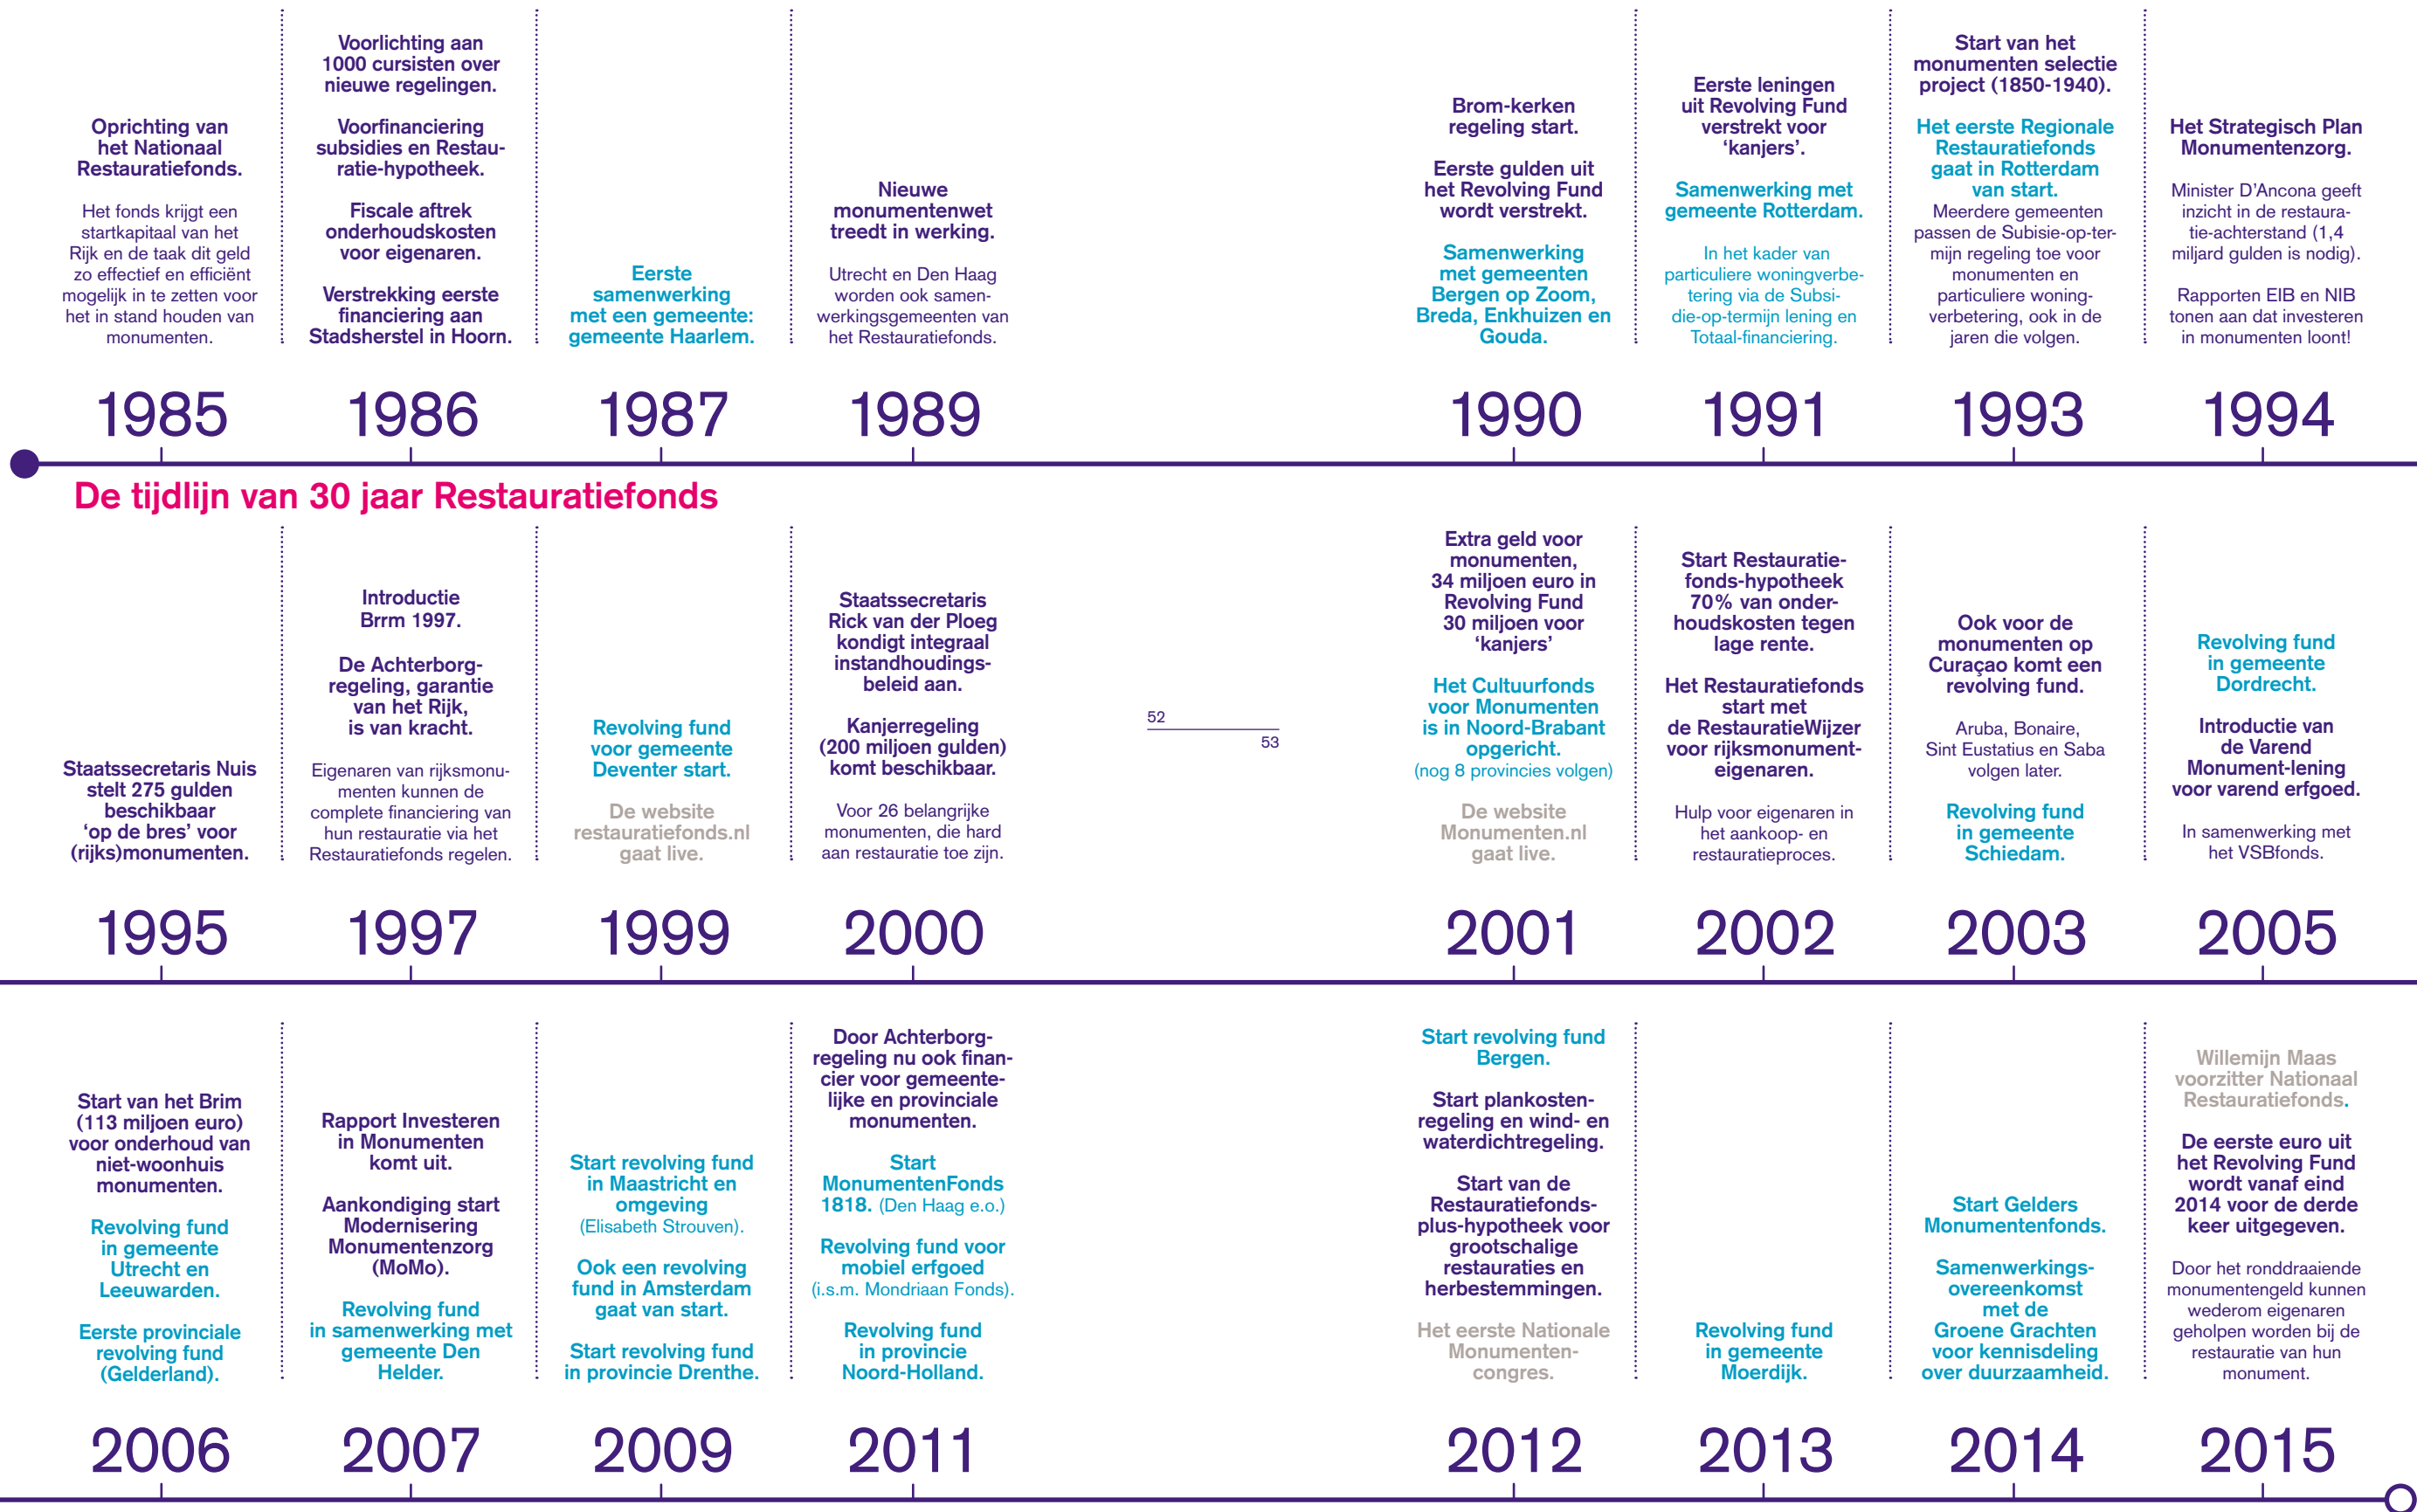 Oprichting van
het Nationaal
Restauratiefonds.
Het fonds krijgt een
startkapitaal van het
Rijk en de taak dit geld
zo effectief en efficiënt
mogelijk in te zetten voor
het in stand houden van
monumenten.
1985
Voorlichting aan
1000 cursisten over
nieuwe regelingen.
Voorfinanciering
subsidies en Restau-
ratie-hypotheek.
Fiscale aftrek
onderhoudskosten
voor eigenaren.
Verstrekking eerste
financiering aan
Stadsherstel in Hoorn.
1986
Eerste
samenwerking
met een gemeente:
gemeente Haarlem.
1987
Nieuwe
monumentenwet
treedt in werking.
Utrecht en Den Haag
worden ook samen-
werkingsgemeenten van
het Restauratiefonds.
1989
Brom-kerken
regeling start.
Eerste gulden uit
het Revolving Fund
wordt verstrekt.
Samenwerking
met gemeenten
Bergen op Zoom,
Breda, Enkhuizen en
Gouda.
1990
Eerste leningen
uit Revolving Fund
verstrekt voor
‘kanjers’.
Samenwerking met
gemeente Rotterdam.
In het kader van
particuliere woningverbe-
tering via de Subsi-
die-op-termijn lening en
Totaal-financiering.
1991
Start van het
monumenten selectie
project (1850-1940).
Het eerste Regionale
Restauratiefonds
gaat in Rotterdam
van start.
Meerdere gemeenten
passen de Subisie-op-ter-
mijn regeling toe voor
monumenten en
particuliere woning-
verbetering, ook in de
jaren die volgen.
1993
Het Strategisch Plan
Monumentenzorg.
Minister D’Ancona geeft
inzicht in de restaura-
tie-achterstand (1,4
miljard gulden is nodig).
Rapporten EIB en NIB
tonen aan dat investeren
in monumenten loont!
1994
De tijdlijn van 30 jaar Restauratiefonds
Staatssecretaris Nuis
stelt 275 gulden
beschikbaar
‘op de bres’ voor
(rijks)monumenten.
1995
Introductie
Brrm 1997.
De Achterborg-
regeling, garantie
van het Rijk,
is van kracht.
Eigenaren van rijksmonu-
menten kunnen de
complete financiering van
hun restauratie via het
Restauratiefonds regelen.
1997
Revolving fund
voor gemeente
Deventer start.
De website
restauratiefonds.nl
gaat live.
1999
Staatssecretaris
Rick van der Ploeg
kondigt integraal
instandhoudings-
beleid aan.
Kanjerregeling
(200 miljoen gulden)
komt beschikbaar.
Voor 26 belangrijke
monumenten, die hard
aan restauratie toe zijn.
2000
52
53
Extra geld voor
monumenten,
34 miljoen euro in
Revolving Fund
30 miljoen voor
‘kanjers’
Het Cultuurfonds
voor Monumenten
is in Noord-Brabant
opgericht.
(nog 8 provincies volgen)
De website
Monumenten.nl
gaat live.
2001
Start Restauratie-
fonds-hypotheek
70% van onder-
houdskosten tegen
lage rente.
Het Restauratiefonds
start met
de RestauratieWijzer
voor rijksmonument-
eigenaren.
Hulp voor eigenaren in
het aankoop- en
restauratieproces.
2002
Ook voor de
monumenten op
Curaçao komt een
revolving fund.
Aruba, Bonaire,
Sint Eustatius en Saba
volgen later.
Revolving fund
in gemeente
Schiedam.
2003
Revolving fund
in gemeente
Dordrecht.
Introductie van
de Varend
Monument-lening
voor varend erfgoed.
In samenwerking met
het VSBfonds.
2005
Start van het Brim
(113 miljoen euro)
voor onderhoud van
niet-woonhuis
monumenten.
Revolving fund
in gemeente
Utrecht en
Leeuwarden.
Eerste provinciale
revolving fund
(Gelderland).
2006
Rapport Investeren
in Monumenten
komt uit.
Aankondiging start
Modernisering
Monumentenzorg
(MoMo).
Revolving fund
in samenwerking met
gemeente Den
Helder.
2007
Start revolving fund
in Maastricht en
omgeving
(Elisabeth Strouven).
Ook een revolving
fund in Amsterdam
gaat van start.
Start revolving fund
in provincie Drenthe.
2009
Door Achterborg-
regeling nu ook finan-
cier voor gemeente-
lijke en provinciale
monumenten.
Start
MonumentenFonds
1818. (Den Haag e.o.)
Revolving fund voor
mobiel erfgoed
(i.s.m. Mondriaan Fonds).
Revolving fund
in provincie
Noord-Holland.
2011
Start revolving fund
Bergen.
Start plankosten-
regeling en wind- en
waterdichtregeling.
Start van de
Restauratiefonds-
plus-hypotheek voor
grootschalige
restauraties en
herbestemmingen.
Het eerste Nationale
Monumenten-
congres.
2012
Revolving fund
in gemeente
Moerdijk.
2013
Start Gelders
Monumentenfonds.
Samenwerkings-
overeenkomst
met de
Groene Grachten
voor kennisdeling
over duurzaamheid.
2014
Willemijn Maas
voorzitter Nationaal
Restauratiefonds.
De eerste euro uit
het Revolving Fund
wordt vanaf eind
2014 voor de derde
keer uitgegeven.
Door het ronddraaiende
monumentengeld kunnen
wederom eigenaren
geholpen worden bij de
restauratie van hun
monument.
2015